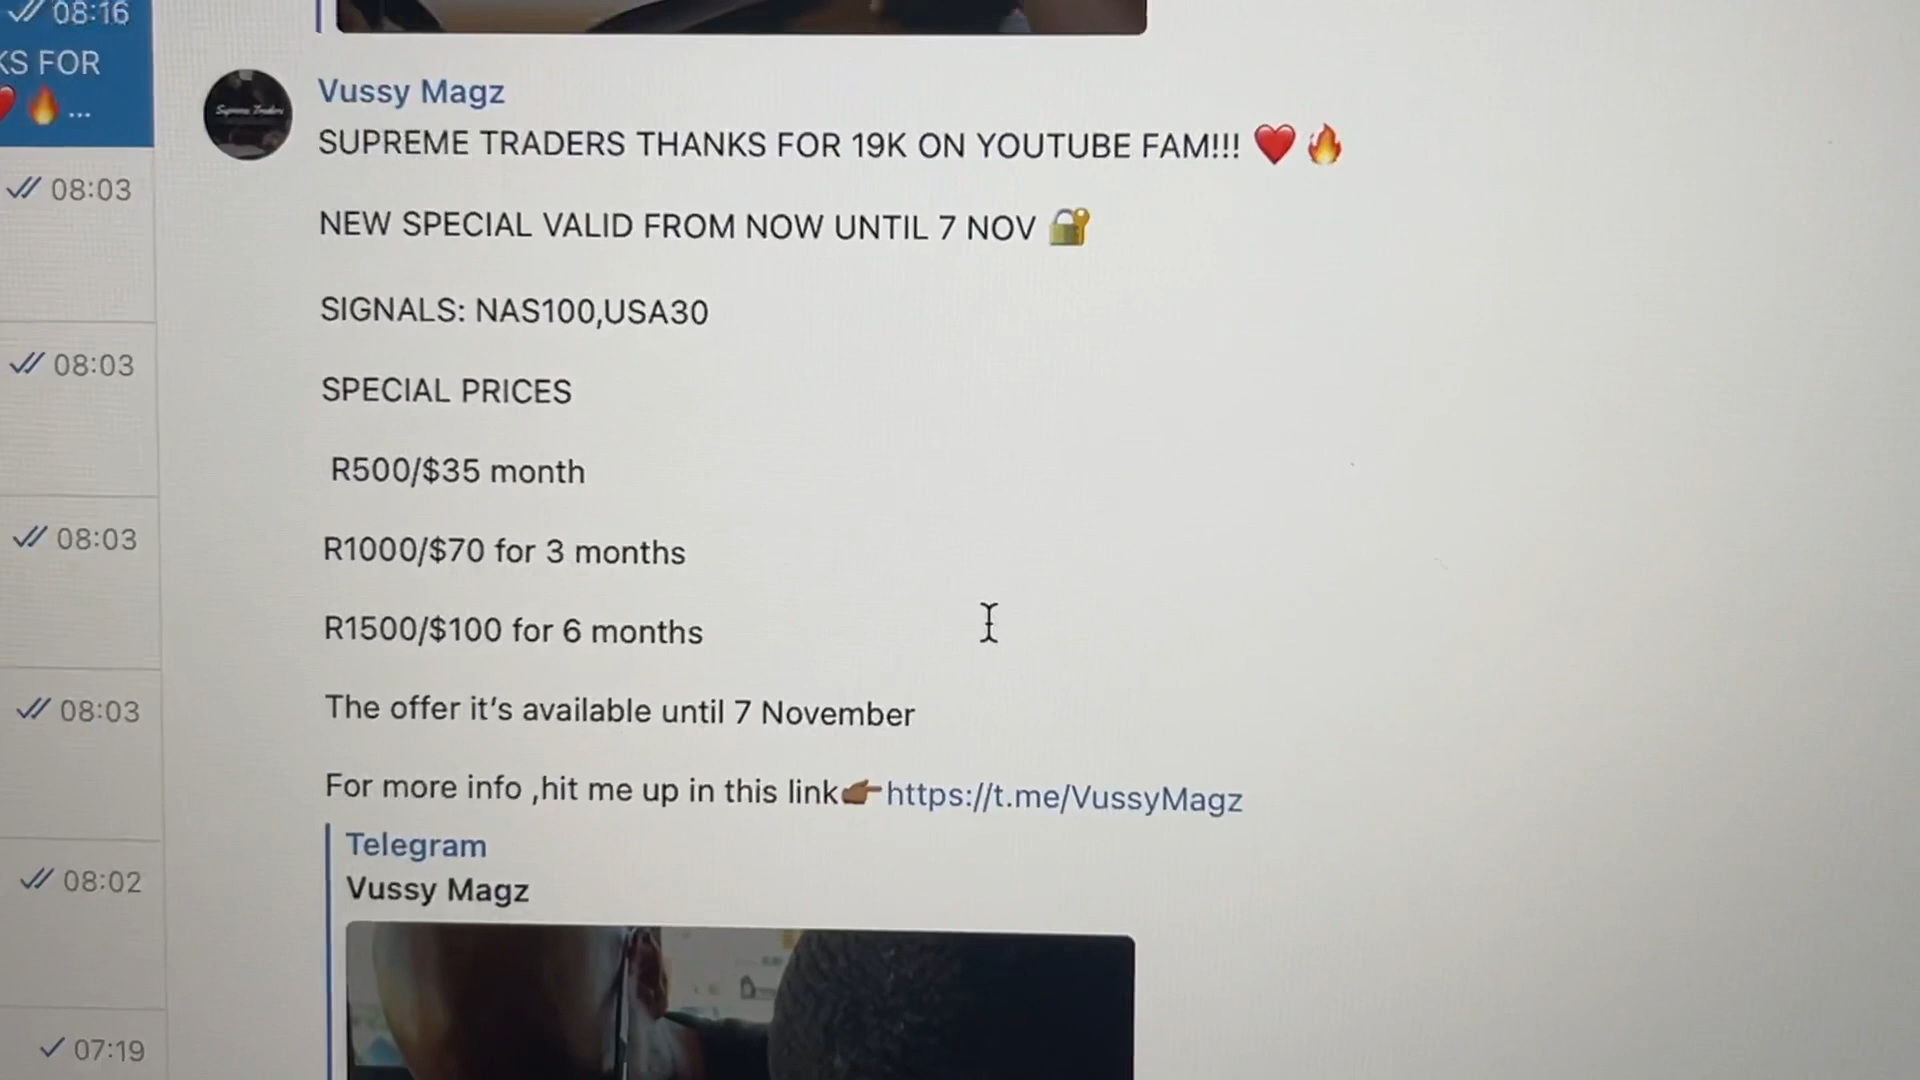 08:16
KS FOR
...
08:03
08:03
08:03
08:03
08:02
07:19
Supreme Traders
Vussy Magz
SUPREME TRADERS THANKS FOR 19K ON YOUTUBE FAM!!! ❤️🔥
NEW SPECIAL VALID FROM NOW UNTIL 7 NOV 🔐
SIGNALS: NAS100,USA30
SPECIAL PRICES
R500/$35 month
R1000/$70 for 3 months
R1500/$100 for 6 months
The offer it's available until 7 November
For more info ,hit me up in this link👉🏾https://t.me/VussyMagz
Telegram
Vussy Magz